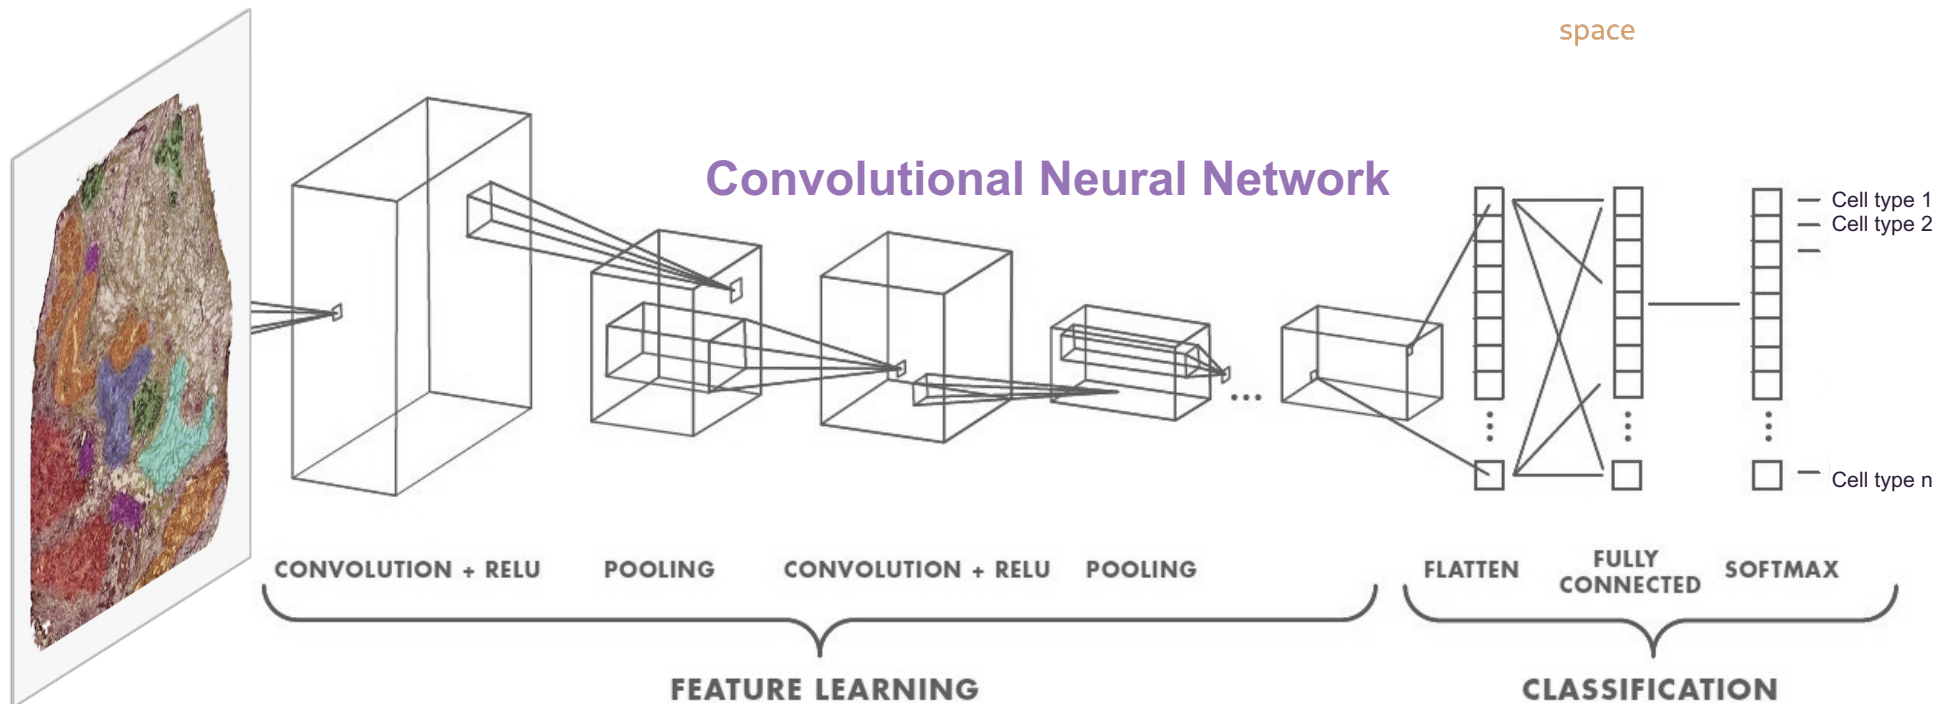 space
Convolutional Neural Network
Cell type 1
Cell type 2
Cell type n
CONVOLUTION + RELU
POOLING
CONVOLUTION + RELU
POOLING
FLATTEN
FULLY
CONNECTED
SOFTMAX
FEATURE LEARNING
CLASSIFICATION